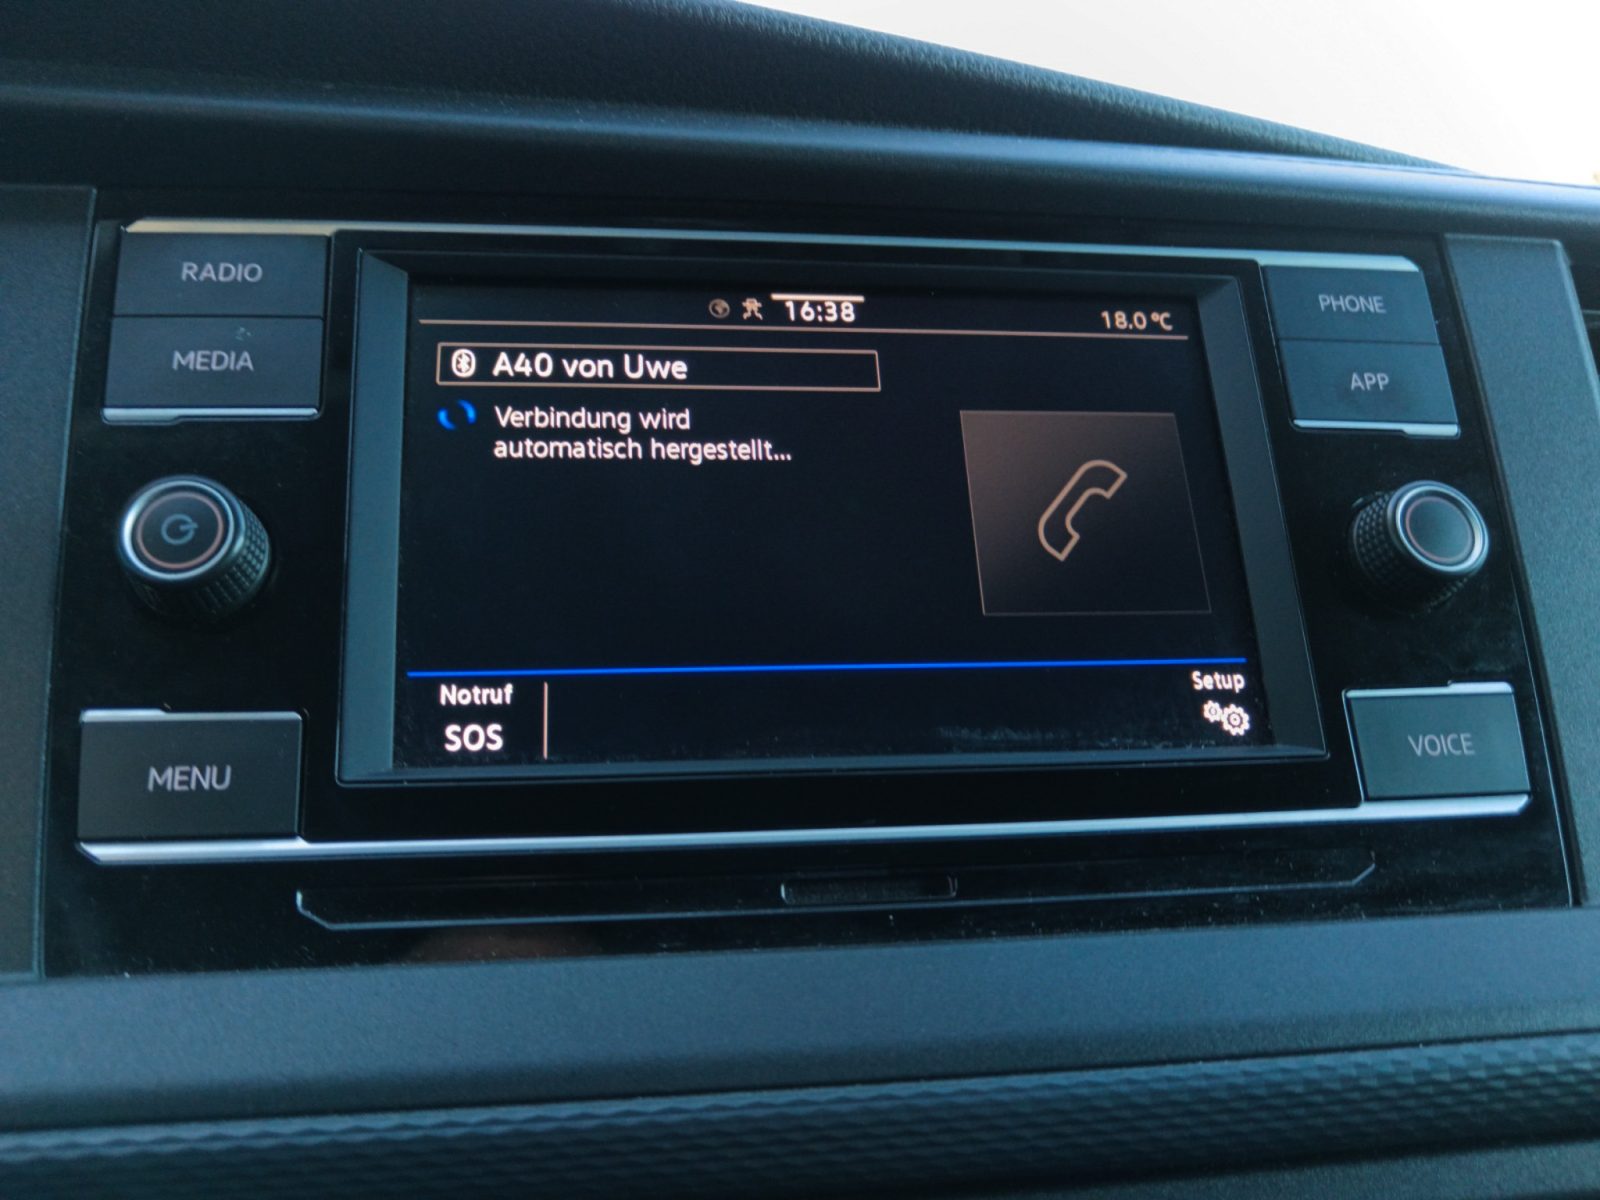 RADIO
MEDIA
16:38
18.0 °C
A40 von Uwe
Verbindung wird
automatisch hergestellt...
Notruf
SOS
Setup
MENU
PHONE
APP
VOICE